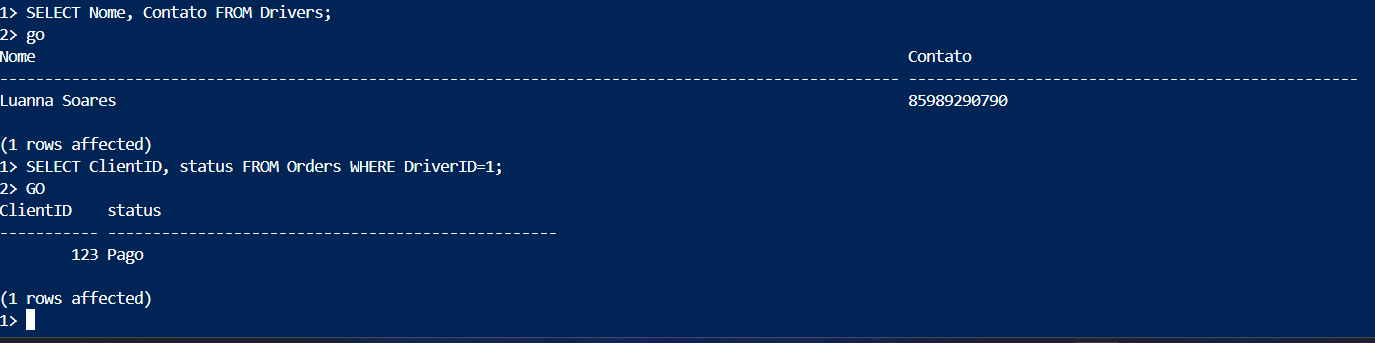 1> SELECT Nome, Contato FROM Drivers;
2> go
Nome Contato
---------------------------------------------------------------------------------------------------- --------------------------------------------------
Luanna Soares 85989290790
(1 rows affected)
1> SELECT ClientID, status FROM Orders WHERE DriverID=1;
2> GO
ClientID status
----------- --------------------------------------------------
123 Pago
(1 rows affected)
1>